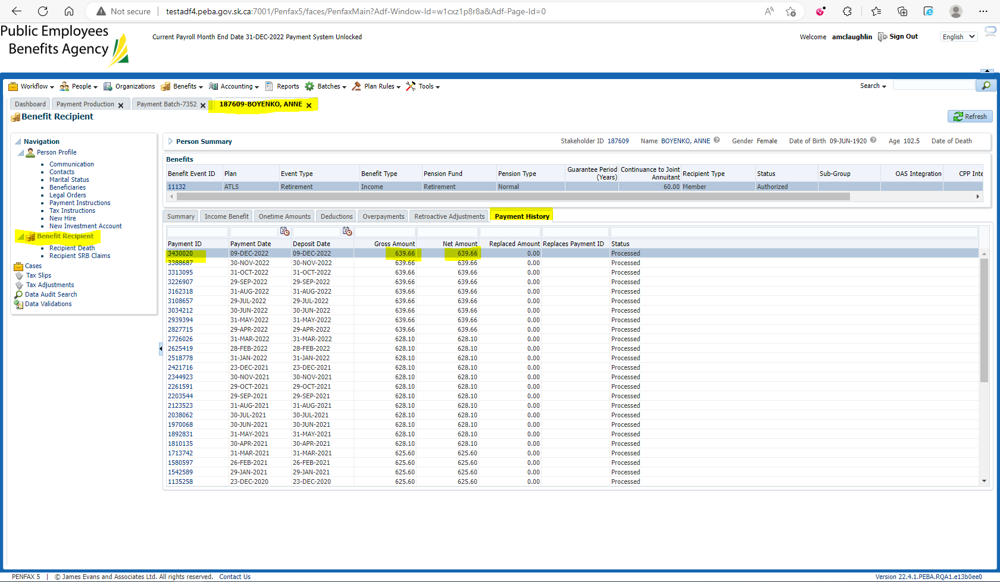 Not secure | testadf4.peba.gov.sk.ca:7001/Penfax5/faces/PenfaxMain?Adf-Window-Id=w1cxz1p8r8a&Adf-Page-Id=0
Public Employees
Benefits Agency
Current Payroll Month End Date 31-DEC-2022 Payment System Unlocked
Welcome amclaughlin Sign Out English
Workflow People Organizations Benefits Accounting Reports Batches Plan Rules Tools Search
Dashboard Payment Production Payment Batch-7352 187609-BOYENKO, ANNE
Benefit Recipient Refresh
Navigation
Person Profile
Communication
Contacts
Marital Status
Beneficiaries
Legal Orders
Payment Instructions
Tax Instructions
New Hire
New Investment Account
Benefit Recipient
Recipient Death
Recipient SRB Claims
Cases
Tax Slips
Tax Adjustments
Data Audit Search
Data Validations
Person Summary Stakeholder ID 187609 Name BOYENKO, ANNE Gender Female Date of Birth 09-JUN-1920 Age 102.5 Date of Death
Benefits
Benefit Event ID Plan Event Type Benefit Type Pension Fund Pension Type Guarantee Period (Years) Continuance to Joint Annuitant Recipient Type Status Sub-Group OAS Integration CPP Inte
11132 ATLS Retirement Income Retirement Normal 60.00 Member Authorized
Summary Income Benefit Onetime Amounts Deductions Overpayments Retroactive Adjustments Payment History
Payment ID Payment Date Deposit Date Gross Amount Net Amount Replaced Amount Replaces Payment ID Status
3430020 09-DEC-2022 09-DEC-2022 639.66 639.66 0.00 Processed
3388687 30-NOV-2022 30-NOV-2022 639.66 639.66 0.00 Processed
3313095 31-OCT-2022 31-OCT-2022 639.66 639.66 0.00 Processed
3226907 29-SEP-2022 29-SEP-2022 639.66 639.66 0.00 Processed
3162318 31-AUG-2022 31-AUG-2022 639.66 639.66 0.00 Processed
3108657 29-JUL-2022 29-JUL-2022 639.66 639.66 0.00 Processed
3034212 30-JUN-2022 30-JUN-2022 639.66 639.66 0.00 Processed
2939394 31-MAY-2022 31-MAY-2022 639.66 639.66 0.00 Processed
2827715 29-APR-2022 29-APR-2022 639.66 639.66 0.00 Processed
2726026 31-MAR-2022 31-MAR-2022 628.10 628.10 0.00 Processed
2625419 28-FEB-2022 28-FEB-2022 628.10 628.10 0.00 Processed
2518778 31-JAN-2022 31-JAN-2022 628.10 628.10 0.00 Processed
2421716 23-DEC-2021 23-DEC-2021 628.10 628.10 0.00 Processed
2344923 30-NOV-2021 30-NOV-2021 628.10 628.10 0.00 Processed
2261591 29-OCT-2021 29-OCT-2021 628.10 628.10 0.00 Processed
2203544 29-SEP-2021 29-SEP-2021 628.10 628.10 0.00 Processed
2123523 31-AUG-2021 31-AUG-2021 628.10 628.10 0.00 Processed
2038062 30-JUL-2021 30-JUL-2021 628.10 628.10 0.00 Processed
1970068 30-JUN-2021 30-JUN-2021 628.10 628.10 0.00 Processed
1892831 31-MAY-2021 31-MAY-2021 628.10 628.10 0.00 Processed
1810135 30-APR-2021 30-APR-2021 628.10 628.10 0.00 Processed
1713742 31-MAR-2021 31-MAR-2021 625.60 625.60 0.00 Processed
1580597 26-FEB-2021 26-FEB-2021 625.60 625.60 0.00 Processed
1542589 29-JAN-2021 29-JAN-2021 625.60 625.60 0.00 Processed
1135258 23-DEC-2020 23-DEC-2020 625.60 625.60 0.00 Processed
PENFAX 5 | © James Evans and Associates Ltd. All rights reserved. Contact Us Version 22.4.1.PEBA.RQA1.e13b0ee0